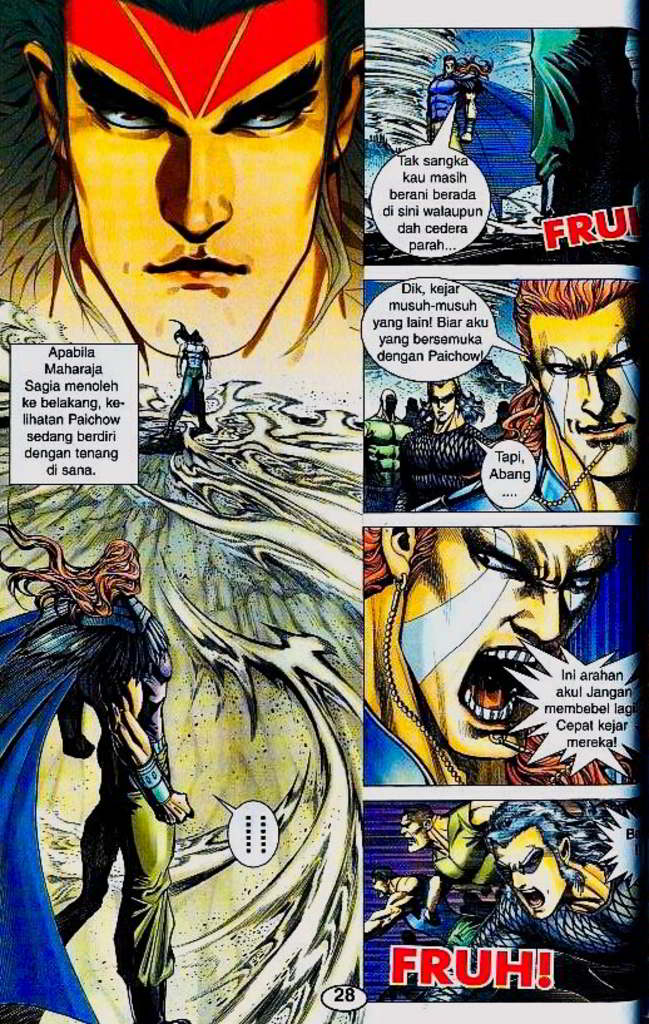 Apabila
Maharaja
Sagia menoleh
ke belakang, ke-
lihatan Paichow
sedang berdiri
dengan tenang
di sana.
28
Tak sangka
kau masih
berani berada
di sini walaupun
dah cedera
parah...
FRU
Dik, kejar
musuh-musuh
yang lain! Biar aku
yang bersemuka
dengan Paichow!
Tapi,
Abang
....
Ini arahan
aku! Jangan
membebel lagi
Cepat kejar
mereka!
B
FRUH!